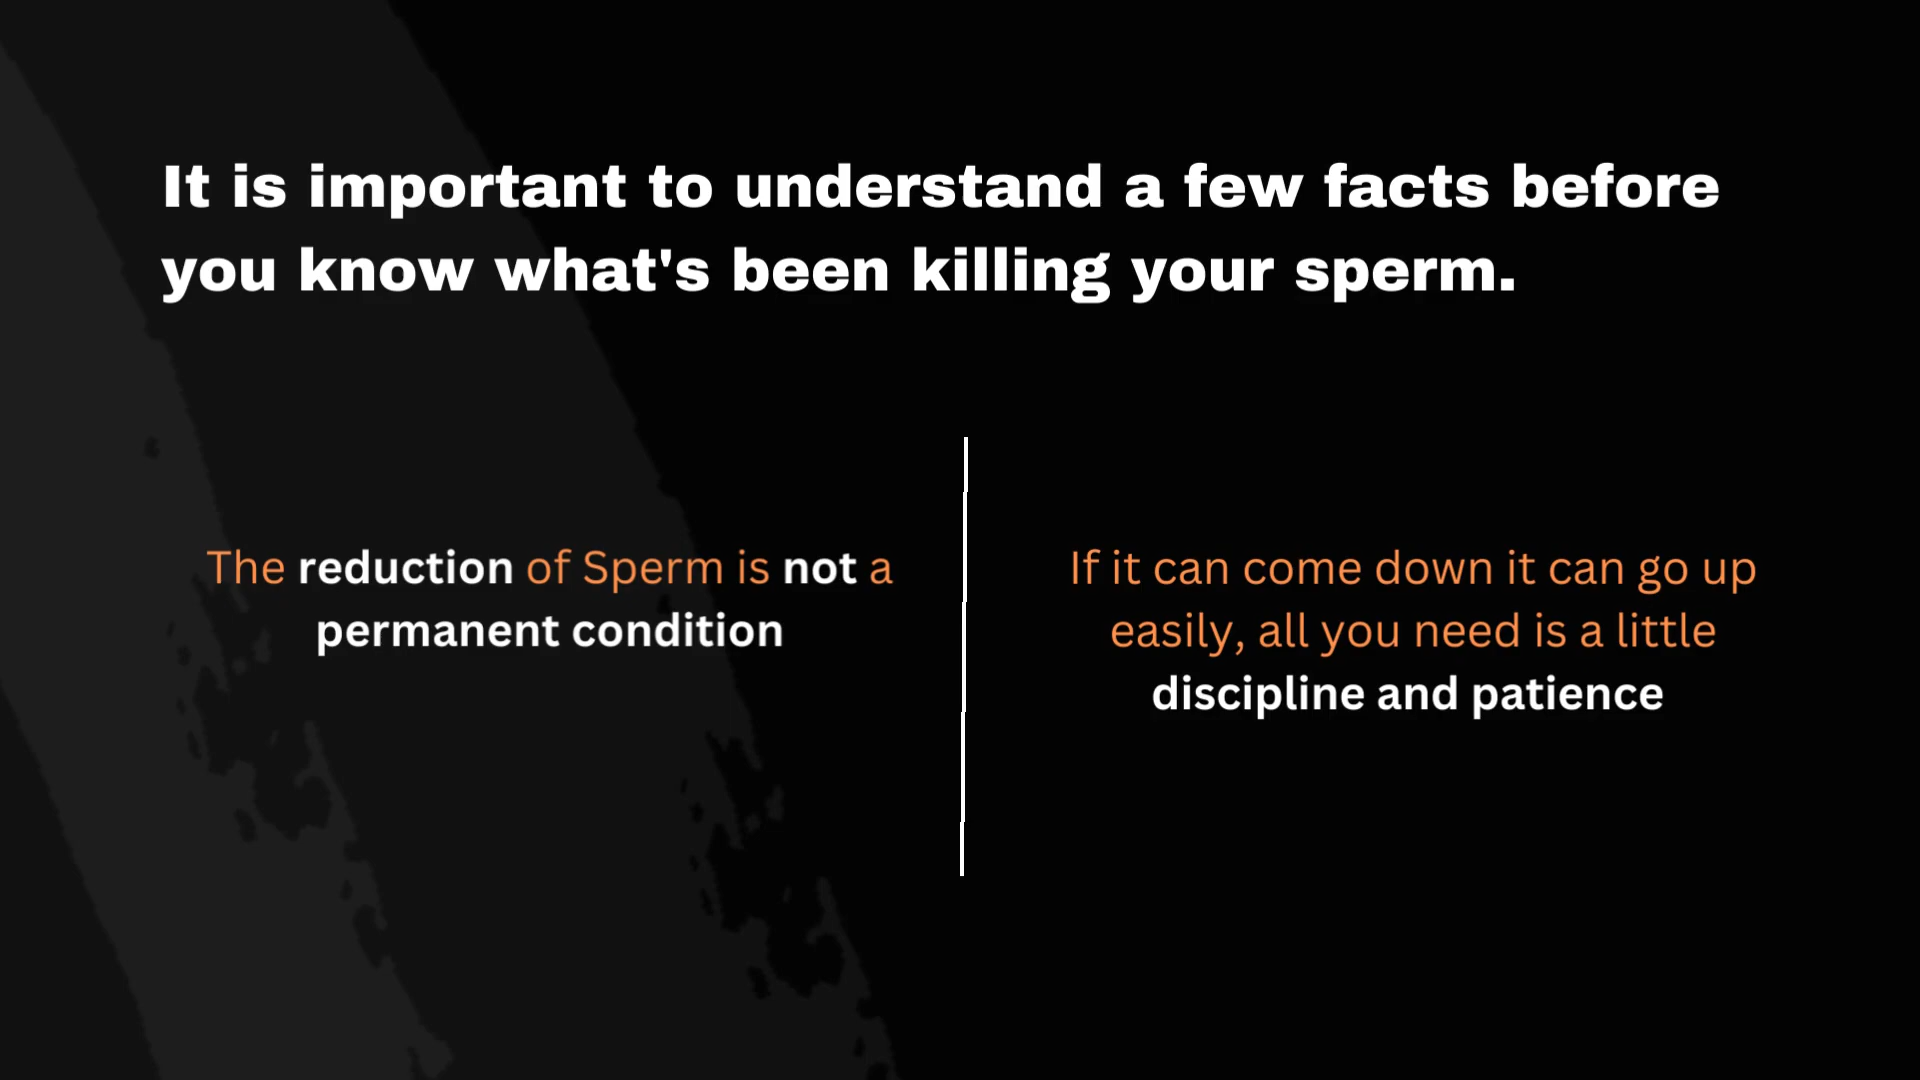 It is important to understand a few facts before
you know what's been killing your sperm.
The reduction of Sperm is not a
permanent condition
If it can come down it can go up
easily, all you need is a little
discipline and patience